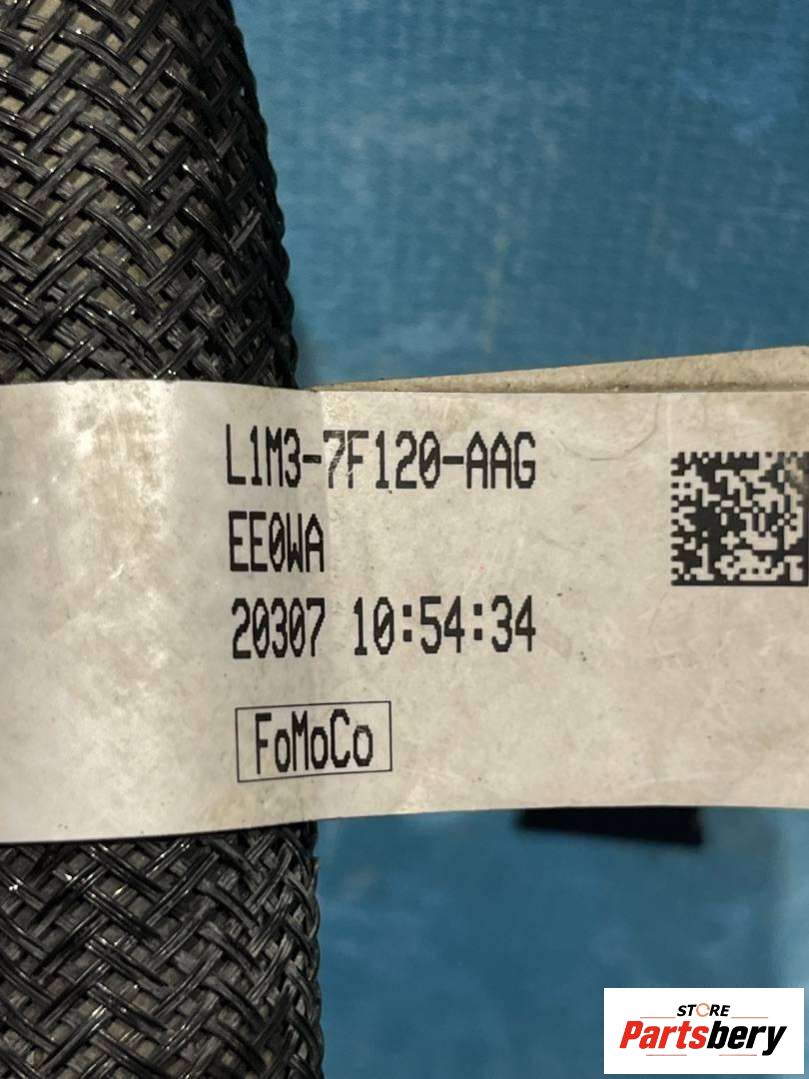 L1M3-7F120-AAG
EE0WA
20307 10:54:34
FoMoCo
STORE
Partsbery